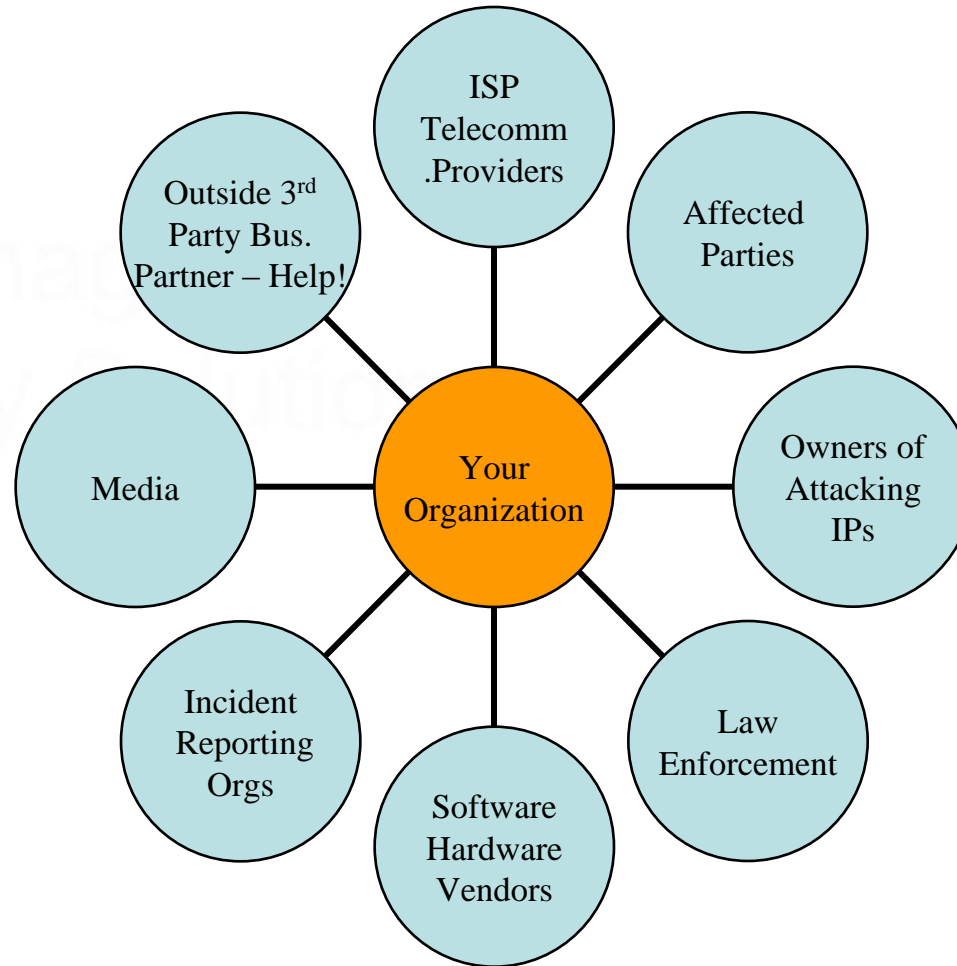 ISP
Telecomm
.Providers
Outside 3rd
Party Bus.
Partner – Help!
Affected
Parties
Media
Your
Organization
Owners of
Attacking
IPs
Incident
Reporting
Orgs
Law
Enforcement
Software
Hardware
Vendors